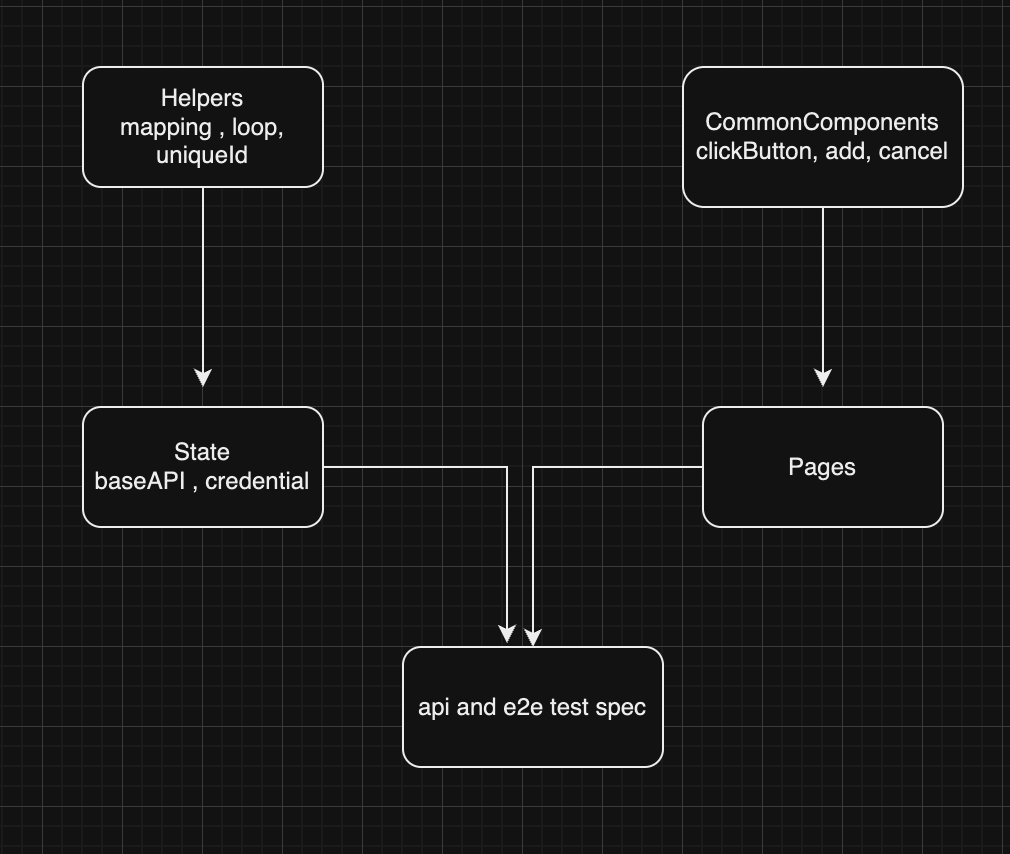 Helpers
mapping , loop,
uniqueId
CommonComponents
clickButton, add, cancel
State
baseAPI , credential
Pages
api and e2e test spec